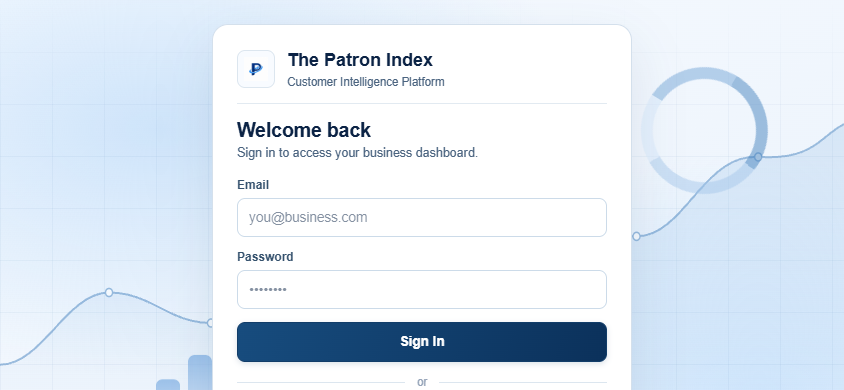 P
The Patron Index
Customer Intelligence Platform
Welcome back
Sign in to access your business dashboard.
Email
you@business.com
Password
••••••••
Sign In
or